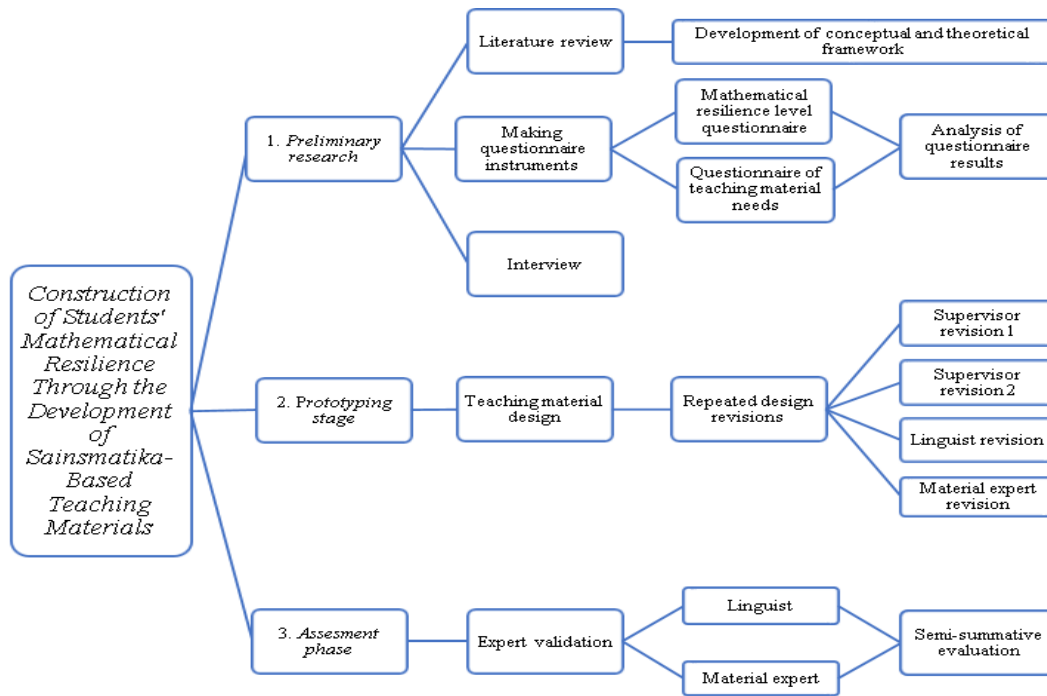 Construction
of Students'
Mathematical
Resilience
Through the
Development
of
Sainsmatika-
Based
Teaching
Materials
1. Preliminary
research
Literature review
Development of conceptual and theoretical
framework
Making
questionnaire
instruments
Mathematical
resilience level
questionnaire
Questionnaire of
teaching material
needs
Analysis of
questionnaire
results
Interview
2. Prototyping
stage
Teaching material
design
Repeated design
revisions
Supervisor
revision 1
Supervisor
revision 2
Linguist revision
Material expert
revision
3. Assesment
phase
Expert validation
Linguist
Material expert
Semi-summative
evaluation